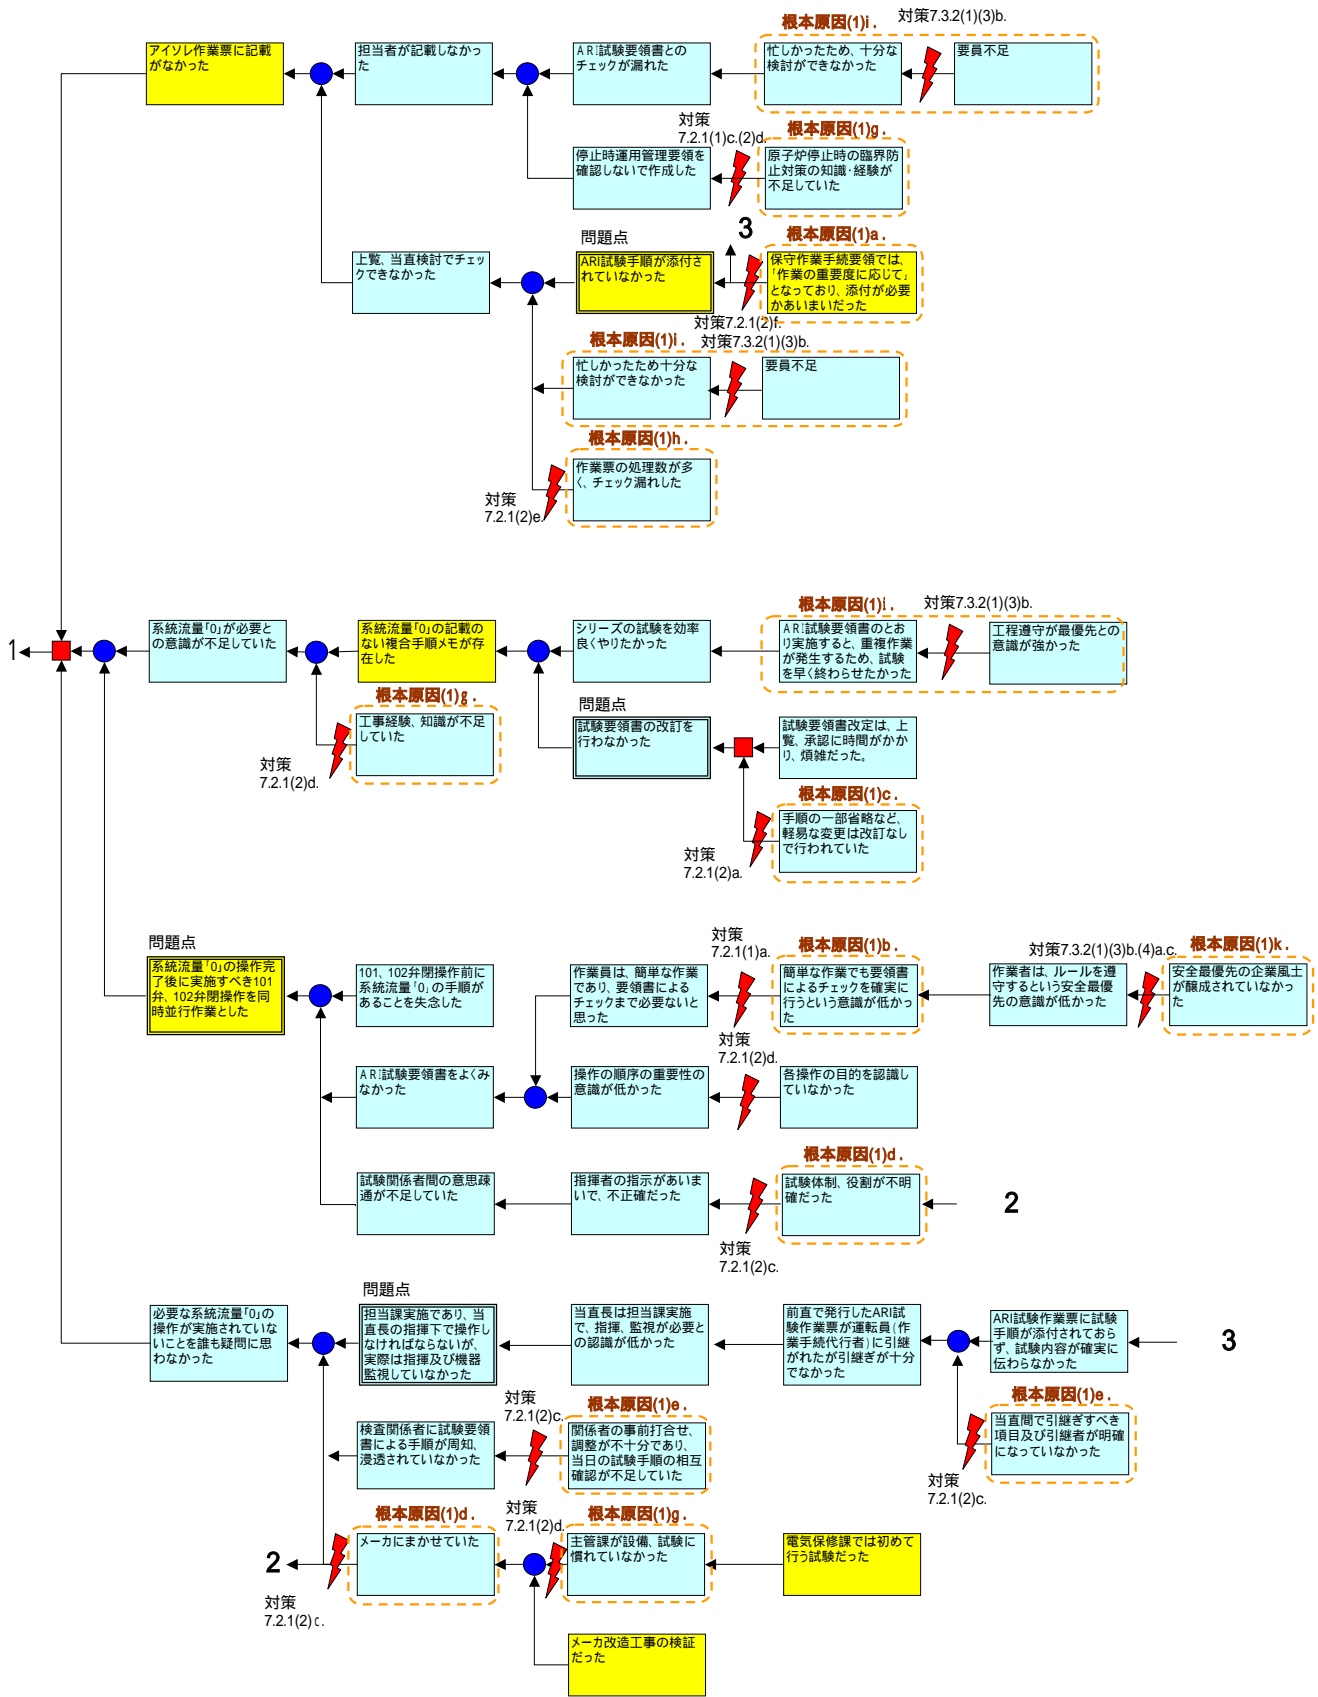 根本原因(1)i.
対策7.3.2(1)(3)b.
アイソレ作業票に記載
がなかった
担当者が記載しなかっ
た
ARI試験要領書との
チェックが漏れた
忙しかったため、十分な
検討ができなかった
要員不足
対策
7.2.1(1)c.(2)d.
根本原因(1)g.
停止時運用管理要領を
確認しないで作成した
原子炉停止時の臨界防
止対策の知識・経験が
不足していた
3
問題点
根本原因(1)a.
上覧、当直検討でチェッ
クできなかった
ARI試験手順が添付さ
れていなかった
保守作業手続要領では、
「作業の重要度に応じて」
となっており、添付が必要
かあいまいだった
対策7.2.1(2)f.
根本原因(1)i.
対策7.3.2(1)(3)b.
忙しかったため十分な
検討ができなかった
要員不足
根本原因(1)h.
作業票の処理数が多
く、チェック漏れした
対策
7.2.1(2)e.
根本原因(1)i.
対策7.3.2(1)(3)b.
1
系統流量「0」が必要と
の意識が不足していた
系統流量「0」の記載の
ない複合手順メモが存
在した
シリーズの試験を効率
良くやりたかった
ARI試験要領書のとお
り実施すると、重複作業
が発生するため、試験
を早く終わらせたかった
工程遵守が最優先との
意識が強かった
根本原因(1)g.
工事経験、知識が不足
していた
対策
7.2.1(2)d.
問題点
試験要領書の改訂を
行わなかった
試験要領書改定は、上
覧、承認に時間がかか
り、煩雑だった。
根本原因(1)c.
手順の一部省略など、
軽易な変更は改訂なし
で行われていた
対策
7.2.1(2)a.
問題点
系統流量「0」の操作完
了後に実施すべき101
弁、102弁閉操作を同
時並行作業とした
101、102弁閉操作前に
系統流量「0」の手順が
あることを失念した
作業員は、簡単な作業
であり、要領書による
チェックまで必要ないと
思った
対策
7.2.1(1)a.
根本原因(1)b.
簡単な作業でも要領書
によるチェックを確実に
行うという意識が低かっ
た
対策7.3.2(1)(3)b.(4)a.c.
作業者は、ルールを遵
守するという安全最優
先の意識が低かった
根本原因(1)k.
安全最優先の企業風土
が醸成されていなかっ
た
対策
7.2.1(2)d.
ARI試験要領書をよくみ
なかった
操作の順序の重要性の
意識が低かった
各操作の目的を認識し
ていなかった
根本原因(1)d.
試験関係者間の意思疎
通が不足していた
指揮者の指示があいま
いで、不正確だった
試験体制、役割が不明
確だった
2
対策
7.2.1(2)c.
問題点
必要な系統流量「0」の
操作が実施されていな
いことを誰も疑問に思
わなかった
担当課実施であり、当
直長の指揮下で操作し
なければならないが、
実際は指揮及び機器
監視していなかった
当直長は担当課実施
で、指揮、監視が必要と
の認識が低かった
前直で発行したARI試
験作業票が運転員(作
業手続代行者)に引継
がれたが引継ぎが十分
でなかった
ARI試験作業票に試験
手順が添付されておら
ず、試験内容が確実に
伝わらなかった
3
根本原因(1)e.
当直間で引継ぎすべき
項目及び引継者が明確
になっていなかった
対策
7.2.1(2)c.
対策
7.2.1(2)c.
根本原因(1)e.
検査関係者に試験要領
書による手順が周知、
浸透されていなかった
関係者の事前打合せ、
調整が不十分であり、
当日の試験手順の相互
確認が不足していた
根本原因(1)d.
対策
7.2.1(2)d.
根本原因(1)g.
2
メーカにまかせていた
主管課が設備、試験に
慣れていなかった
電気保修課では初めて
行う試験だった
対策
7.2.1(2)c.
メーカ改造工事の検証
だった